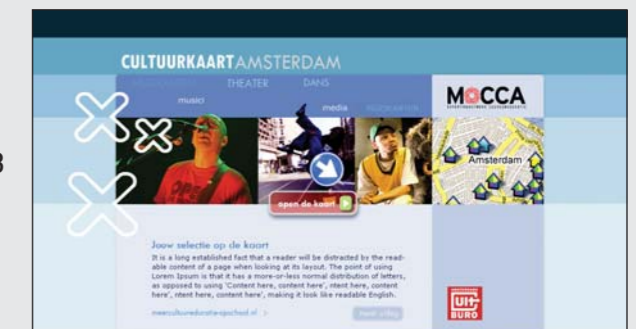 CULTUURKAARTAMSTERDAM
THEATER DANS
musici media
MOCCA
Amsterdam
open de kaart
Jouw selectie op de kaart
It is a long established fact that a reader will be distracted by the read-
able content of a page when looking at its layout. The point of using
Lorem Ipsum is that it has a more-or-less normal distribution of letters,
as opposed to using 'Content here, content here', ntent here, content
here', ntent here, content here', making it look like readable English.
meercultuureducatie-opschool.nl
UIT
BURO